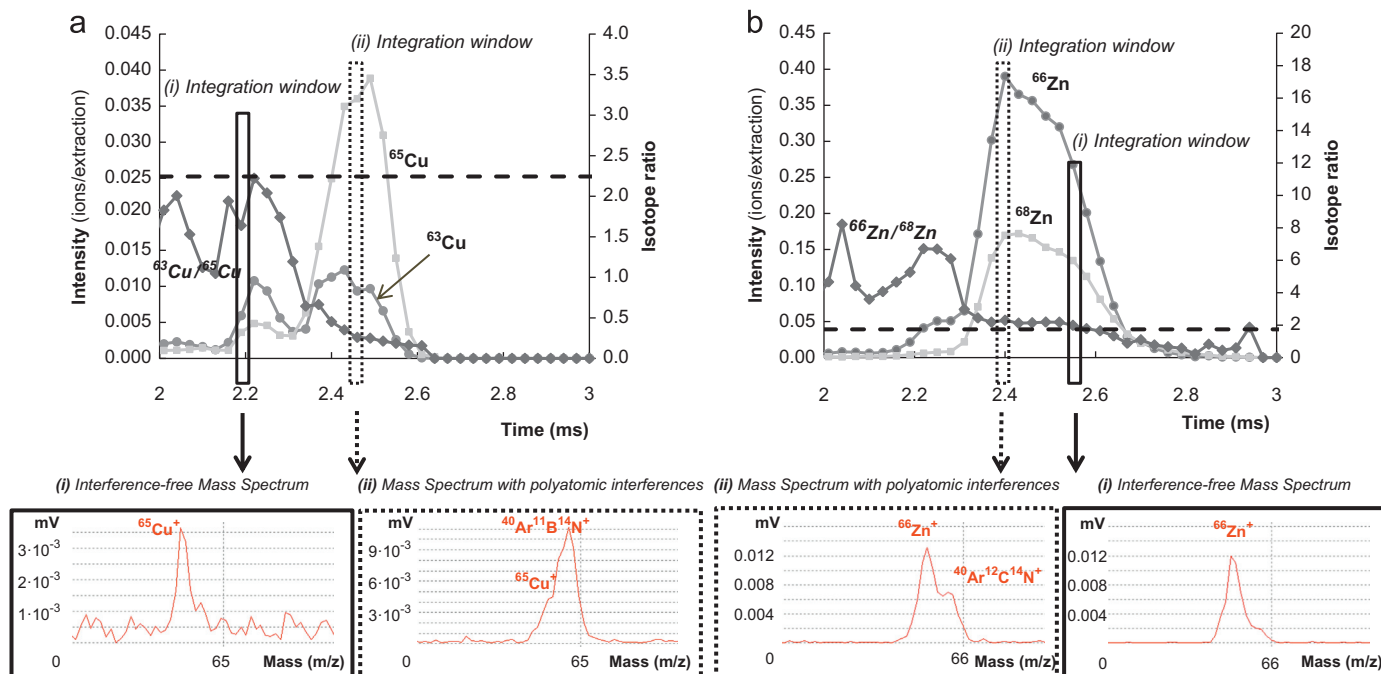 a
0.045
0.040
0.035
0.030
0.025
0.020
0.015
0.010
0.005
0.000
Intensity (ions/extraction)
4.0
3.5
3.0
2.5
2.0
1.5
1.0
0.5
0.0
Isotope ratio
2
2.2
2.4
2.6
2.8
3
Time (ms)
(i) Integration window
(ii) Integration window
⁶⁵Cu
⁶³Cu
⁶³Cu/⁶⁵Cu
b
0.45
0.40
0.35
0.30
0.25
0.20
0.15
0.10
0.05
0.00
Intensity (ions/extraction)
20
18
16
14
12
10
8
6
4
2
0
Isotope ratio
2
2.2
2.4
2.6
2.8
3
Time (ms)
(ii) Integration window
⁶⁶Zn
(i) Integration window
⁶⁸Zn
⁶⁶Zn/⁶⁸Zn
(i) Interference-free Mass Spectrum
mV
⁶⁵Cu⁺
3·10⁻³
2·10⁻³
1·10⁻³
0
65
Mass (m/z)
(ii) Mass Spectrum with polyatomic interferences
mV
⁴⁰Ar¹¹B¹⁴N⁺
9·10⁻³
⁶⁵Cu⁺
6·10⁻³
3·10⁻³
0
65
Mass (m/z)
(ii) Mass Spectrum with polyatomic interferences
mV
⁶⁶Zn⁺
0.012
⁴⁰Ar¹²C¹⁴N⁺
0.008
0.004
0
66
Mass (m/z)
(i) Interference-free Mass Spectrum
mV
⁶⁶Zn⁺
0.012
0.008
0.004
0
66
Mass (m/z)